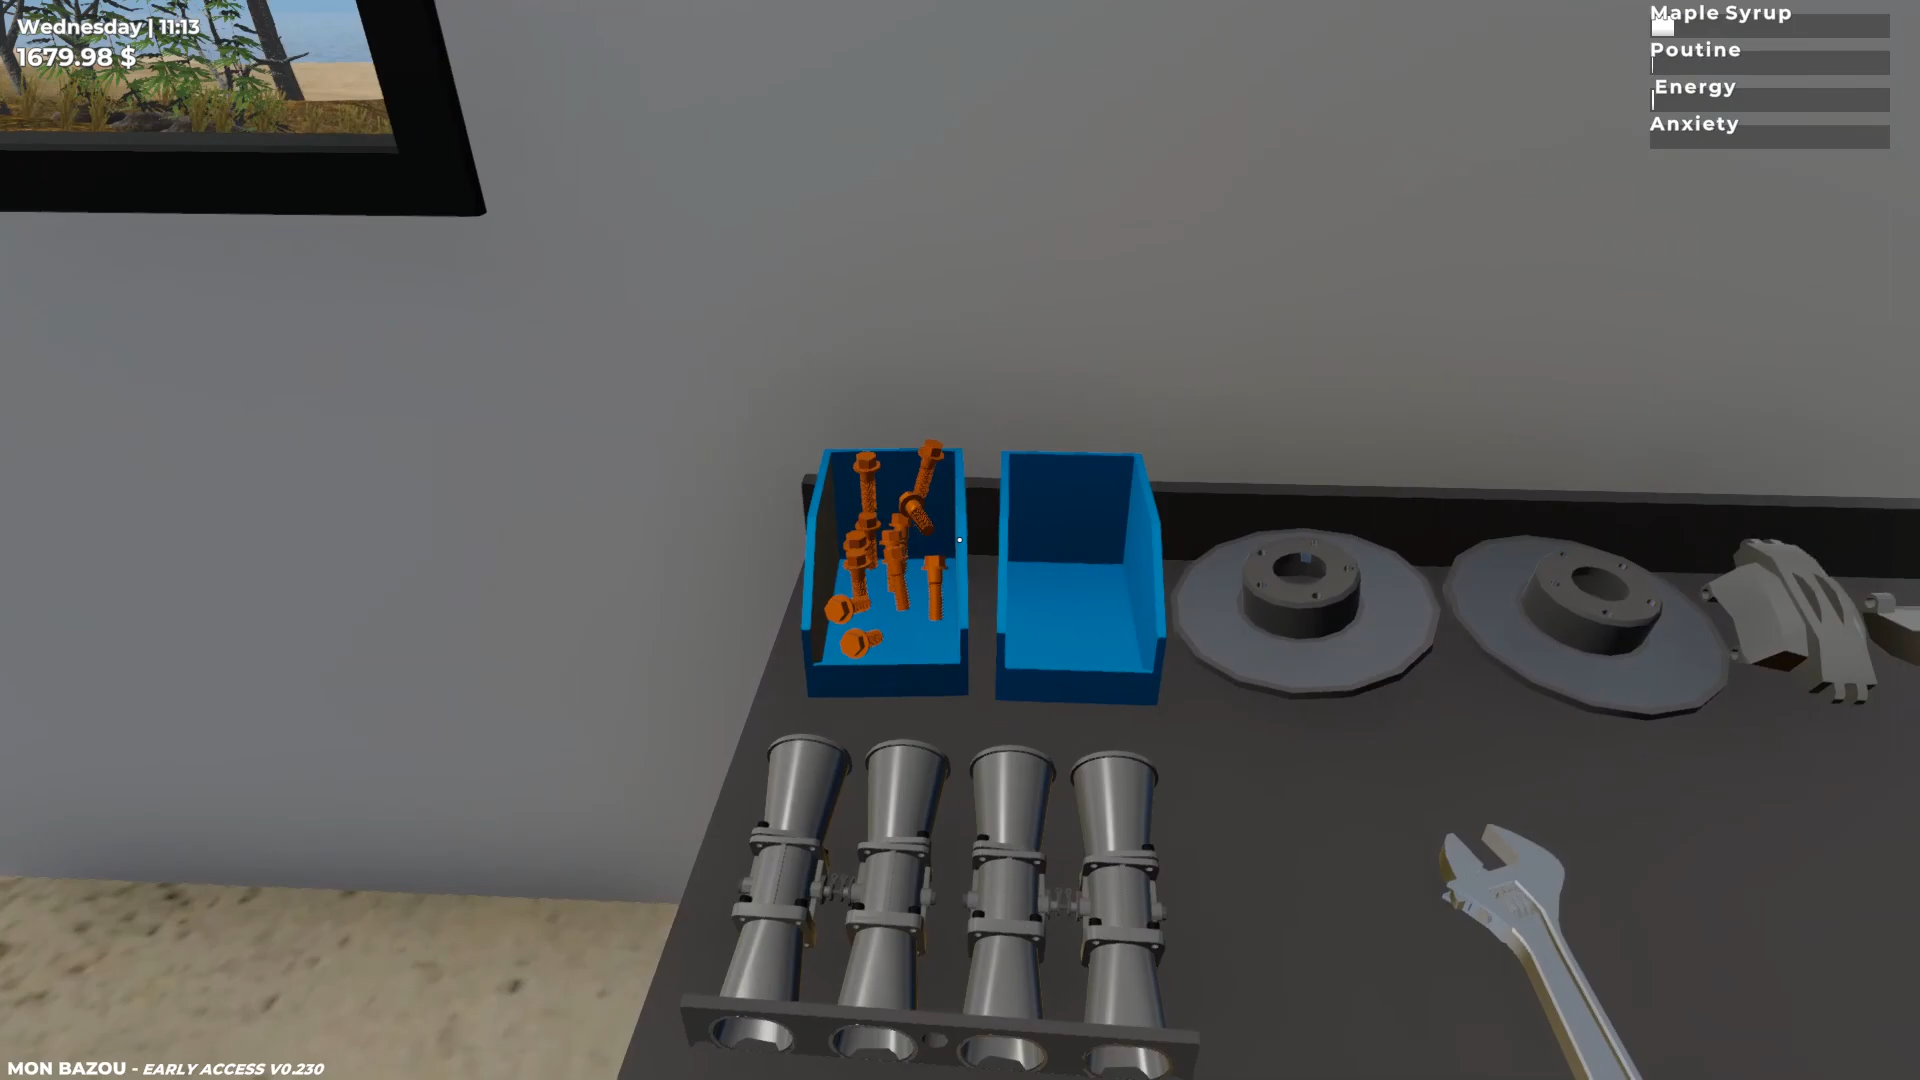 Wednesday | 11:13
1679.98 $
Maple Syrup
Poutine
Energy
Anxiety
MON BAZOU - EARLY ACCESS V0.230